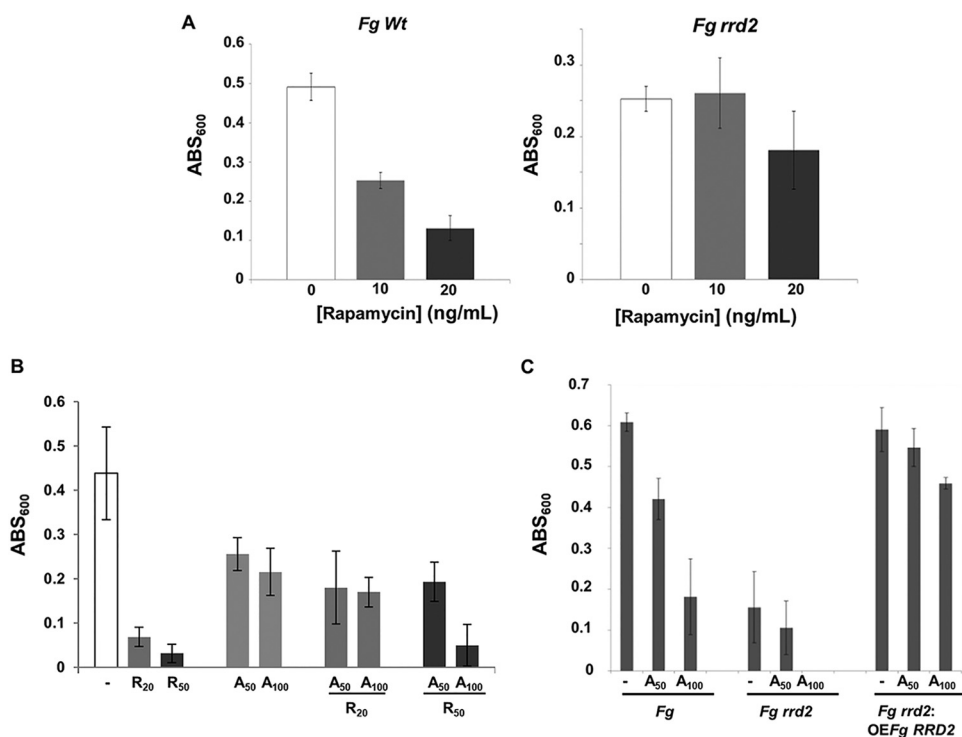 A
Fg Wt
0.6
0.5
0.4
0.3
0.2
0.1
0
ABS600
0 10 20
[Rapamycin] (ng/mL)
Fg rrd2
0.3
0.2
0.1
0
ABS600
0 10 20
[Rapamycin] (ng/mL)
B
0.6
0.5
0.4
0.3
0.2
0.1
0
ABS600
- R20 R50 A50 A100 A50 A100 A50 A100
R20 R50
C
0.7
0.6
0.5
0.4
0.3
0.2
0.1
0
ABS600
- A50 A100 - A50 A100 - A50 A100
Fg Fg rrd2 Fg rrd2:
OEFg RRD2